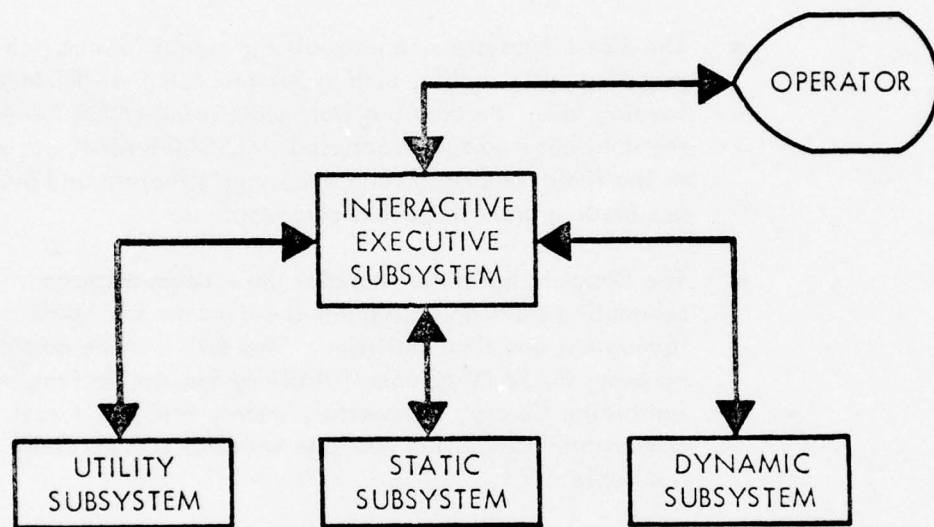 OPERATOR
INTERACTIVE
EXECUTIVE
SUBSYSTEM
UTILITY
SUBSYSTEM
STATIC
SUBSYSTEM
DYNAMIC
SUBSYSTEM